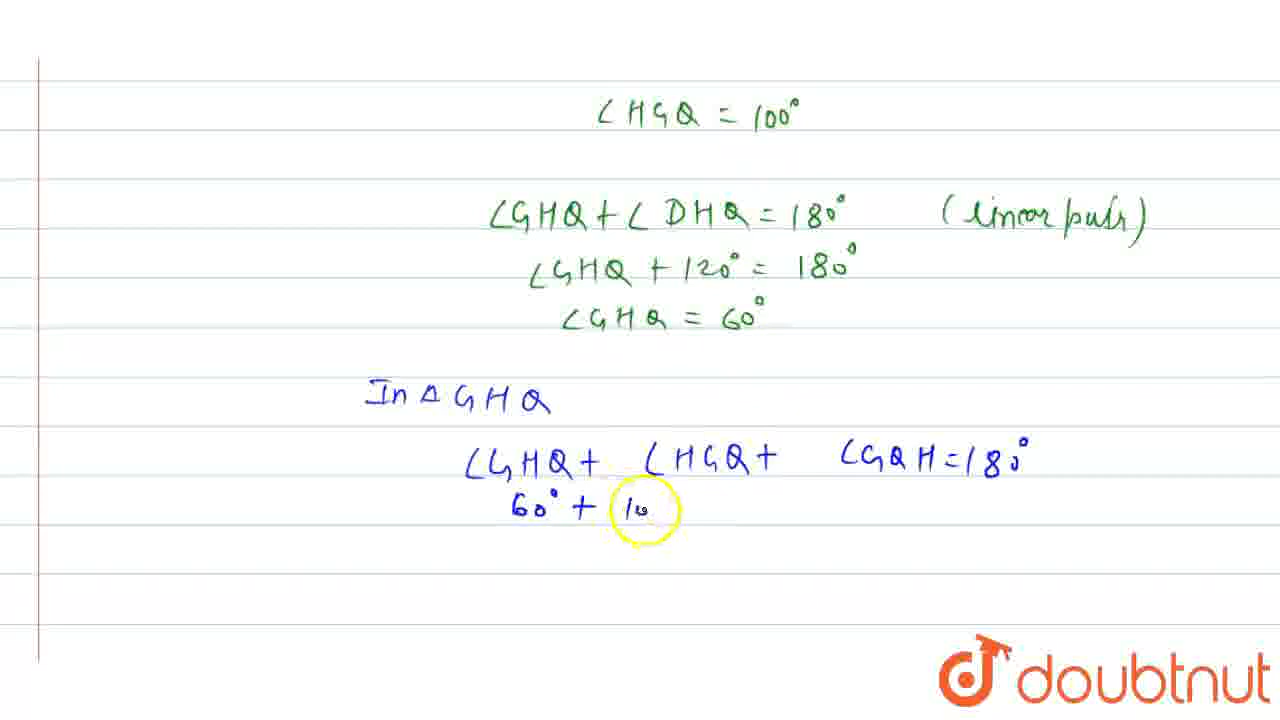 ∠HGQ = 100°
∠GHQ + ∠DHQ = 180° (linear pair)
∠GHQ + 120° = 180°
∠GHQ = 60°
In △ GHQ
∠GHQ + ∠HGQ + ∠GQH = 180°
60° + 10
doubtnut